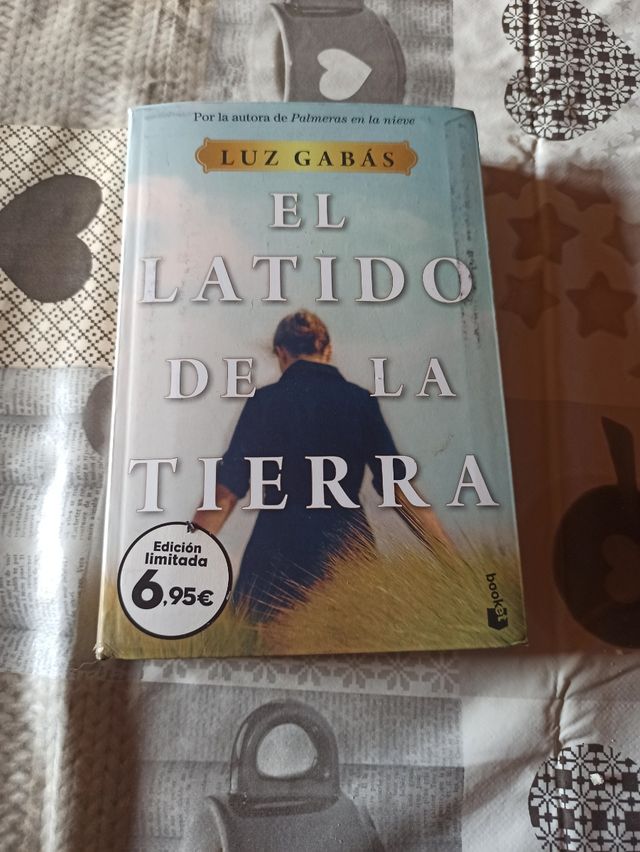 Por la autora de Palmeras en la nieve
LUZ GABÁS
EL
LATIDO
DE LA
TIERRA
Edición
limitada
6,95€
booket